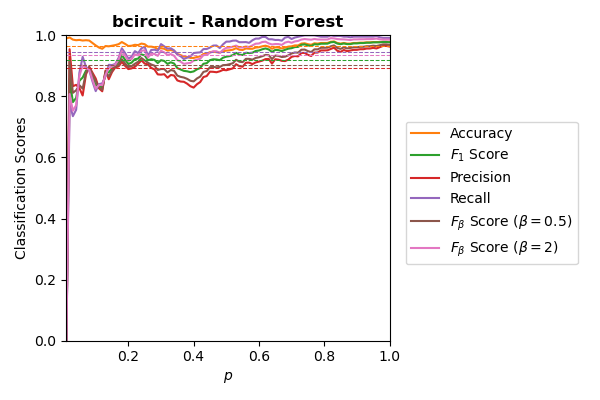 bcircuit - Random Forest
1.0
0.8
0.6
0.4
0.2
0.0
Classification Scores
0.2 0.4 0.6 0.8 1.0
p
Accuracy
F₁ Score
Precision
Recall
Fᵦ Score (β = 0.5)
Fᵦ Score (β = 2)